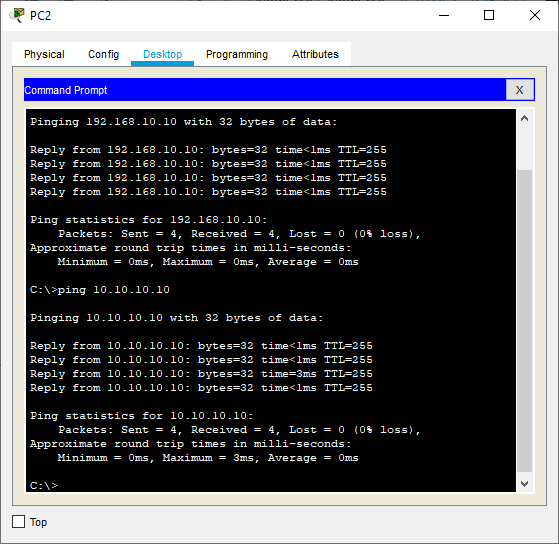 PC2
Physical Config Desktop Programming Attributes
Command Prompt X
Pinging 192.168.10.10 with 32 bytes of data:
Reply from 192.168.10.10: bytes=32 time<1ms TTL=255
Reply from 192.168.10.10: bytes=32 time<1ms TTL=255
Reply from 192.168.10.10: bytes=32 time<1ms TTL=255
Reply from 192.168.10.10: bytes=32 time<1ms TTL=255
Ping statistics for 192.168.10.10:
Packets: Sent = 4, Received = 4, Lost = 0 (0% loss),
Approximate round trip times in milli-seconds:
Minimum = 0ms, Maximum = 0ms, Average = 0ms
C:\>ping 10.10.10.10
Pinging 10.10.10.10 with 32 bytes of data:
Reply from 10.10.10.10: bytes=32 time<1ms TTL=255
Reply from 10.10.10.10: bytes=32 time<1ms TTL=255
Reply from 10.10.10.10: bytes=32 time=3ms TTL=255
Reply from 10.10.10.10: bytes=32 time<1ms TTL=255
Ping statistics for 10.10.10.10:
Packets: Sent = 4, Received = 4, Lost = 0 (0% loss),
Approximate round trip times in milli-seconds:
Minimum = 0ms, Maximum = 3ms, Average = 0ms
C:\>
Top